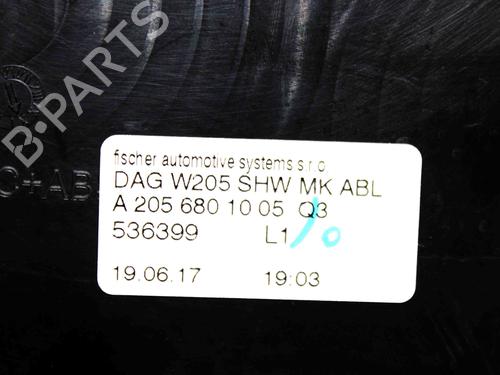 B-PARTS
O+AB
fischer automotive systems s.r.o.
DAG W205 SHW MK ABL
A 205 680 10 05 Q3
536399 L1
19.06.17 19:03